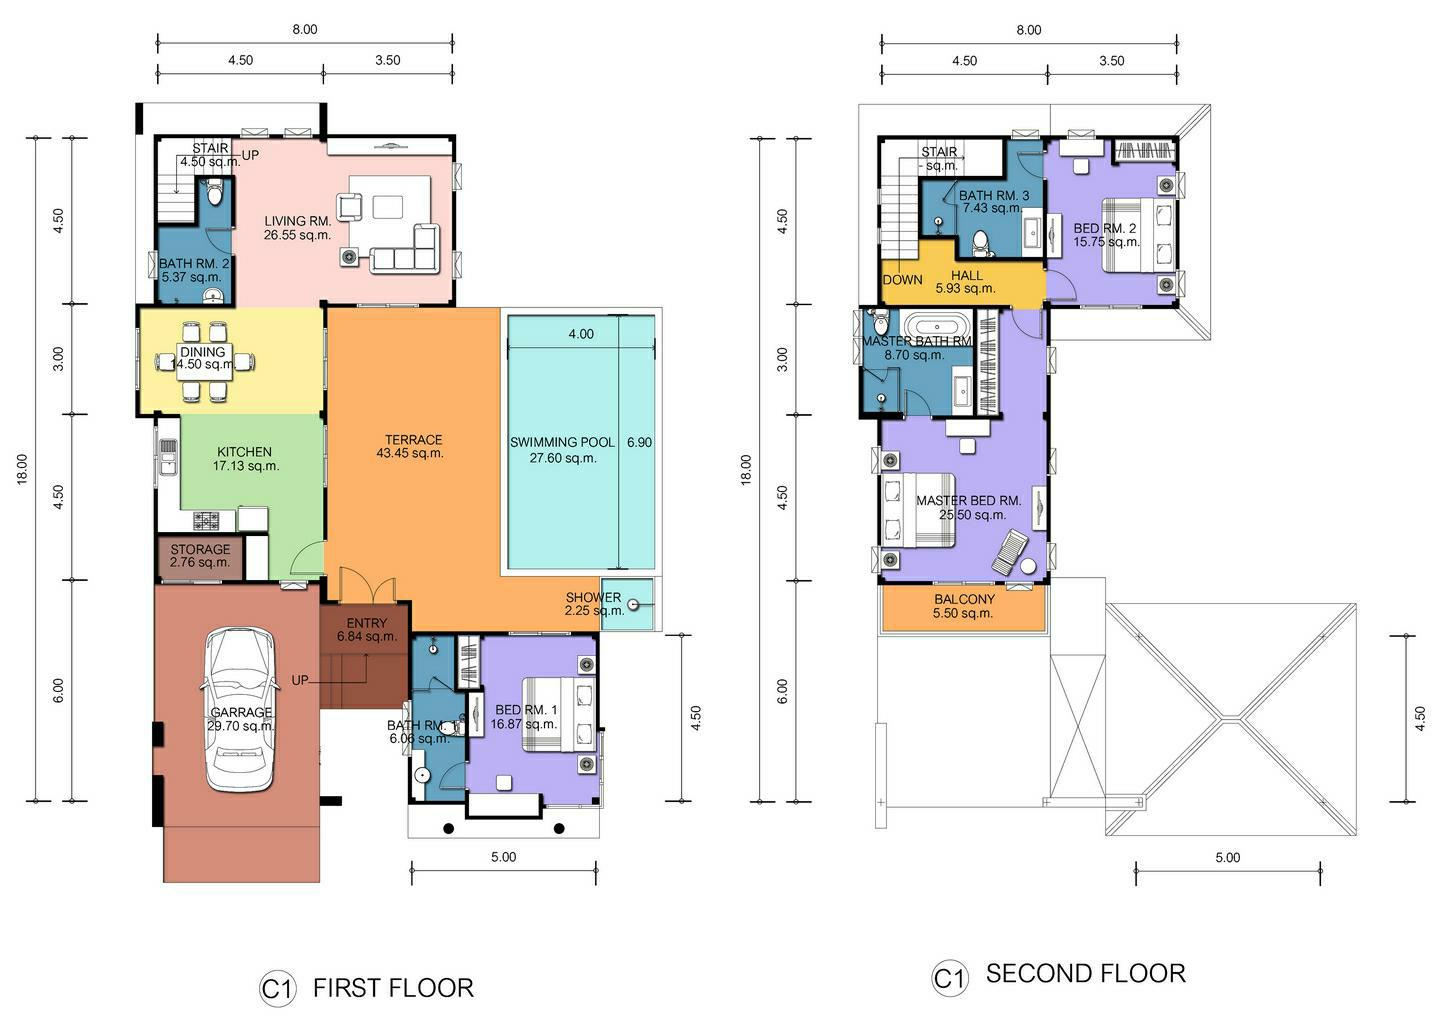 8.00
4.50
3.50
STAIR
4.50 sq.m.
UP
LIVING RM.
26.55 sq.m.
BATH RM. 2
5.37 sq.m.
4.50
3.00
18.00
4.50
6.00
DINING
14.50 sq.m.
4.00
6.90
SWIMMING POOL
27.60 sq.m.
TERRACE
43.45 sq.m.
KITCHEN
17.13 sq.m.
STORAGE
2.76 sq.m.
SHOWER
2.25 sq.m.
ENTRY
6.84 sq.m.
UP
GARRAGE
29.70 sq.m.
BATH RM.
6.06 sq.m.
BED RM. 1
16.87 sq.m.
4.50
5.00
C1 FIRST FLOOR
8.00
4.50
3.50
STAIR
- sq.m.
BATH RM. 3
7.43 sq.m.
BED RM. 2
15.75 sq.m.
DOWN
HALL
5.93 sq.m.
4.50
3.00
18.00
4.50
6.00
MASTER BATH RM.
8.70 sq.m.
MASTER BED RM.
25.50 sq.m.
BALCONY
5.50 sq.m.
4.50
5.00
C1 SECOND FLOOR